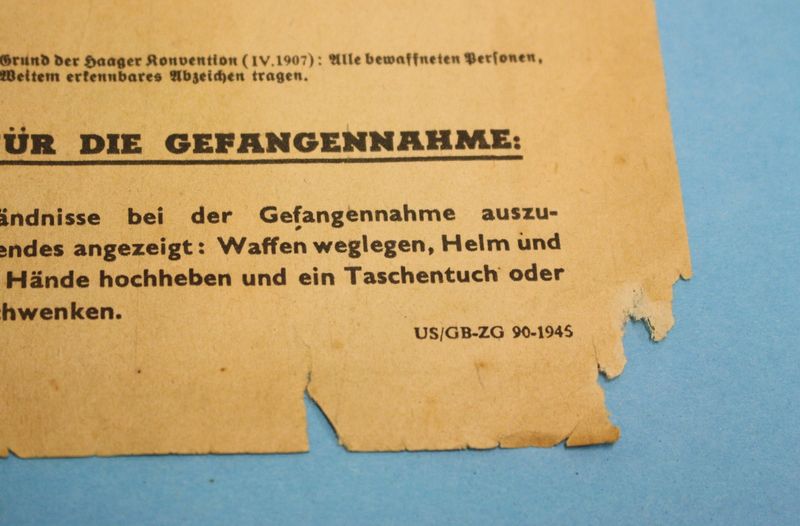 Grund der Haager Konvention (IV.1907): Alle bewaffneten Personen,
Weitem erkennbares Abzeichen tragen.
ÜR DIE GEFANGENNAHME:
ändnisse bei der Gefangennahme auszu-
endes angezeigt: Waffen weglegen, Helm und
Hände hochheben und ein Taschentuch oder
hwenken.
US/GB-ZG 90-1945